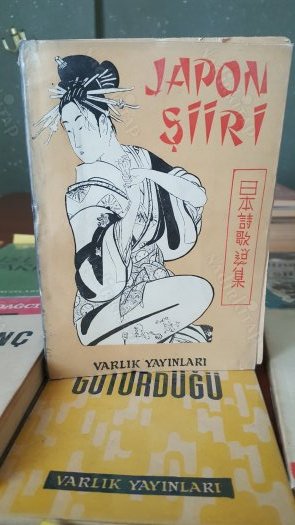 JAPON
ŞİİRİ
日本詩歌選集
VARLIK YAYINLARI
GÖTÜRDÜĞÜ
VARLIK YAYINLARI
NÇ